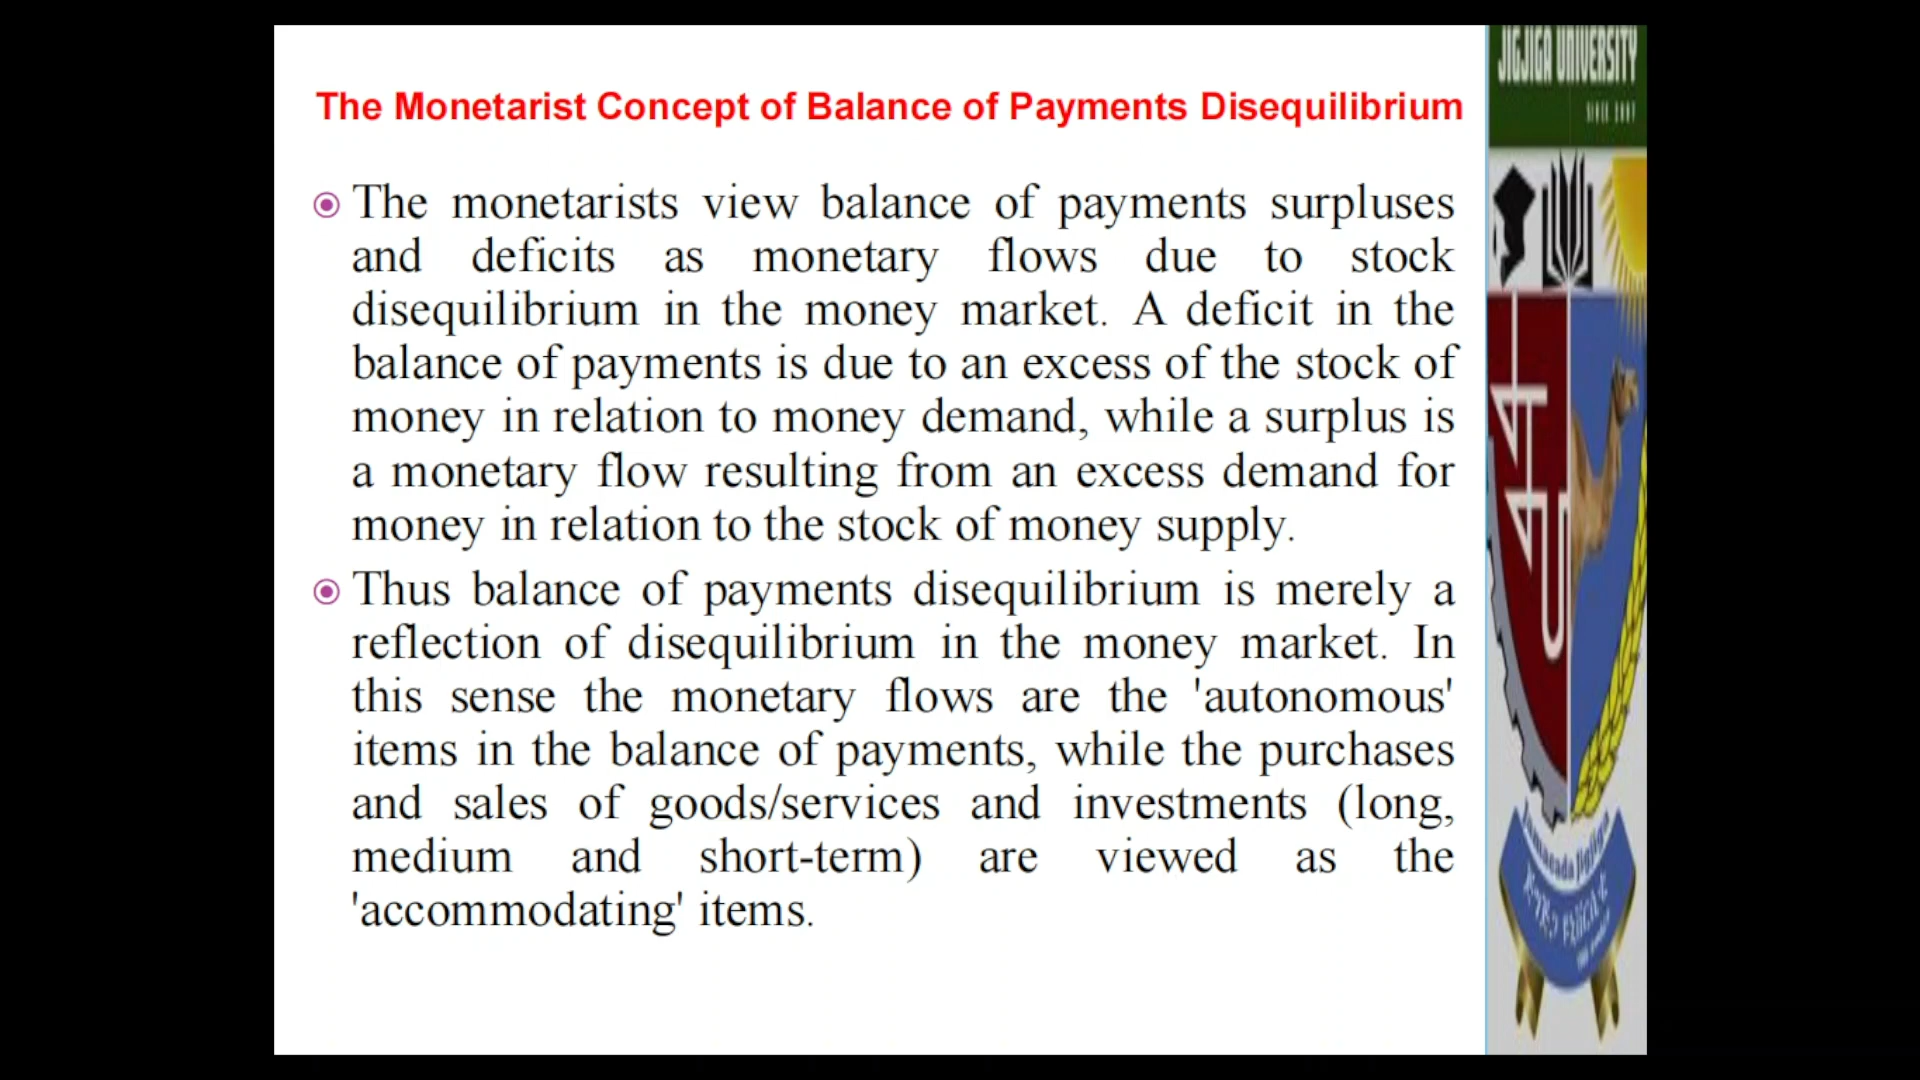 The Monetarist Concept of Balance of Payments Disequilibrium
The monetarists view balance of payments surpluses
and deficits as monetary flows due to stock
disequilibrium in the money market. A deficit in the
balance of payments is due to an excess of the stock of
money in relation to money demand, while a surplus is
a monetary flow resulting from an excess demand for
money in relation to the stock of money supply.
Thus balance of payments disequilibrium is merely a
reflection of disequilibrium in the money market. In
this sense the monetary flows are the 'autonomous'
items in the balance of payments, while the purchases
and sales of goods/services and investments (long,
medium and short-term) are viewed as the
'accommodating' items.
JIGJIGA UNIVERSITY